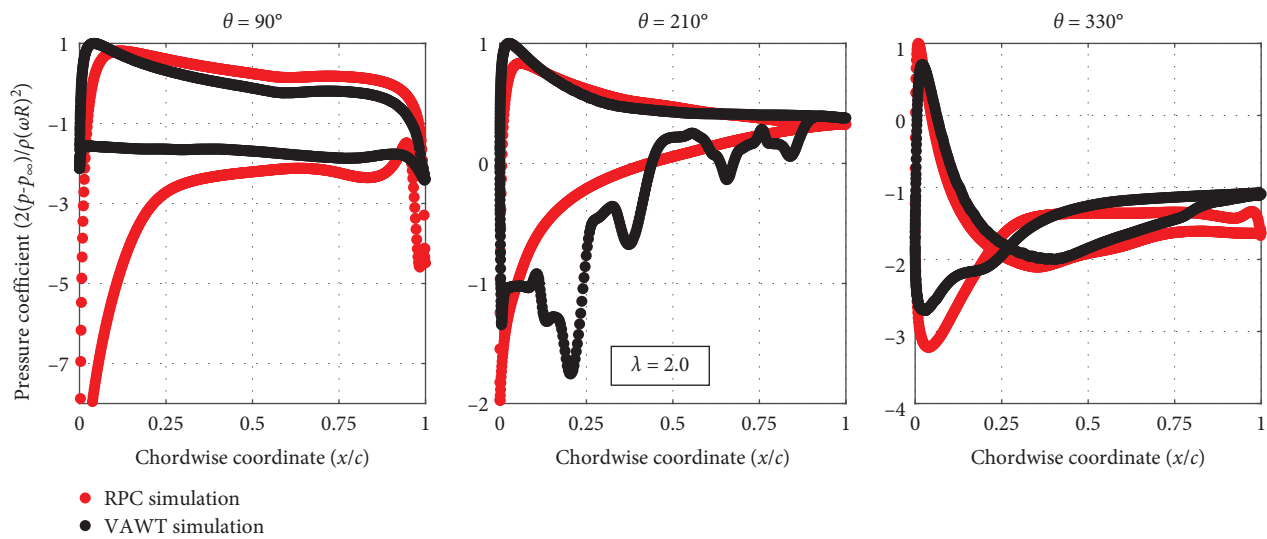 θ = 90°
θ = 210°
θ = 330°
Pressure coefficient (2(p-p∞)/ρ(ωR)²)
1
−1
−3
−5
−7
0 0.25 0.5 0.75 1
Chordwise coordinate (x/c)
1
0
−1
−2
λ = 2.0
0 0.25 0.5 0.75 1
Chordwise coordinate (x/c)
1
0
−1
−2
−3
−4
0 0.25 0.5 0.75 1
Chordwise coordinate (x/c)
RPC simulation
VAWT simulation